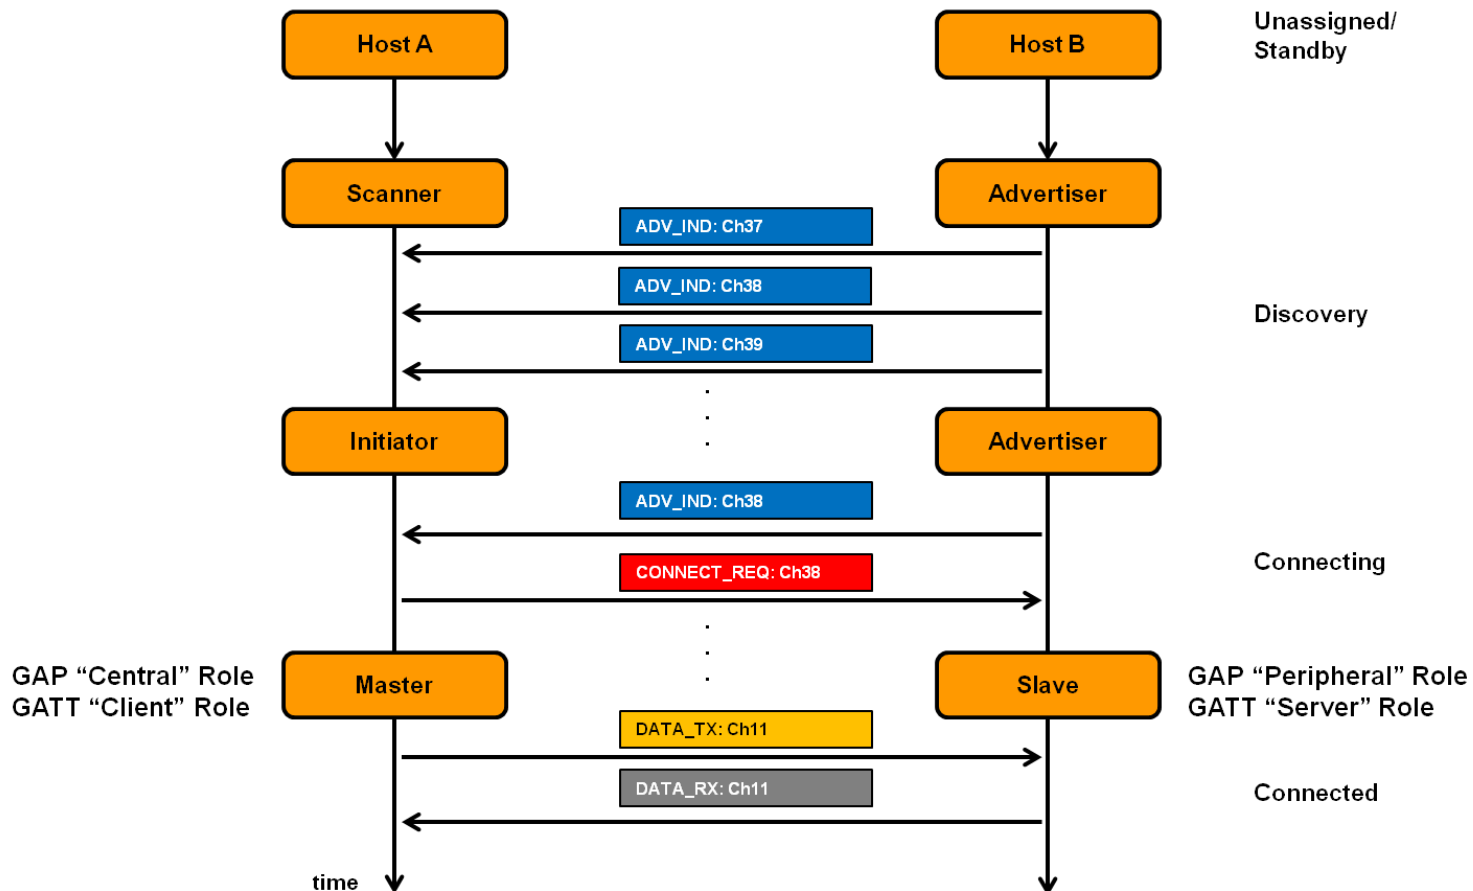 Host A
Host B
Unassigned/
Standby
Scanner
Advertiser
ADV_IND: Ch37
ADV_IND: Ch38
ADV_IND: Ch39
Discovery
Initiator
Advertiser
ADV_IND: Ch38
CONNECT_REQ: Ch38
Connecting
GAP “Central” Role
GATT “Client” Role
Master
Slave
GAP “Peripheral” Role
GATT “Server” Role
DATA_TX: Ch11
DATA_RX: Ch11
Connected
time